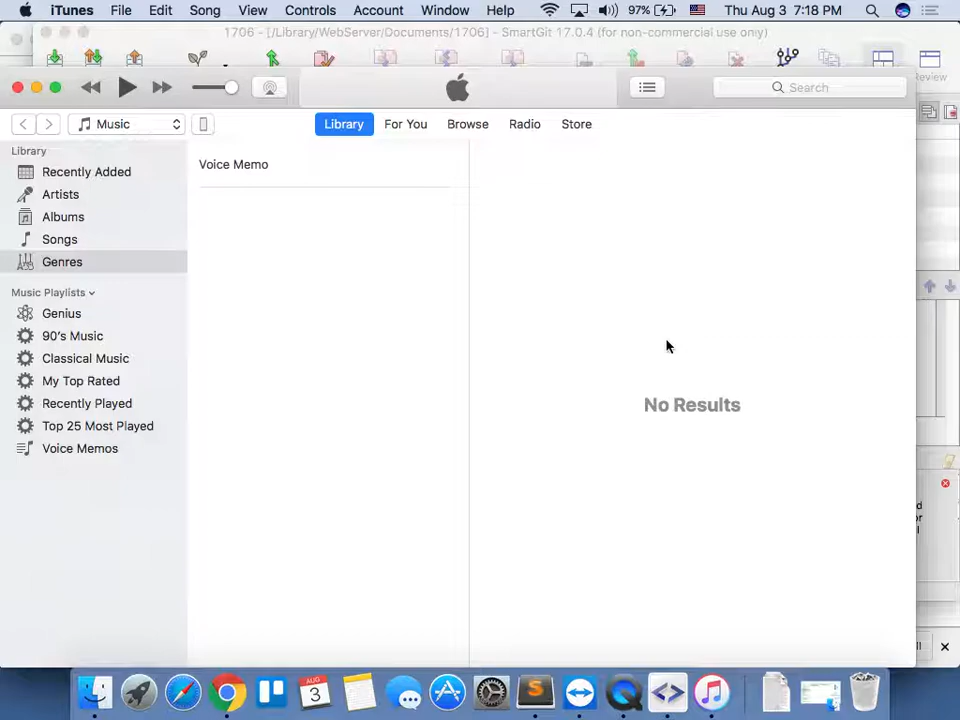 iTunes File Edit Song View Controls Account Window Help 97% Thu Aug 3 7:18 PM
1706 - [/Library/WebServer/Documents/1706] - SmartGit 17.0.4 (for non-commercial use only)
Review
Search
Music Library For You Browse Radio Store
Library
Recently Added
Artists
Albums
Songs
Genres
Music Playlists
Genius
90's Music
Classical Music
My Top Rated
Recently Played
Top 25 Most Played
Voice Memos
Voice Memo
No Results
AUG
3